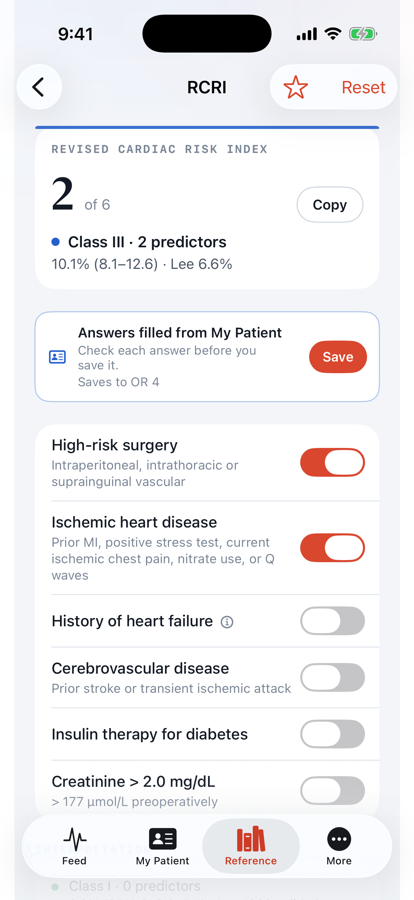 9:41
RCRI
Reset
REVISED CARDIAC RISK INDEX
2 of 6
Copy
Class III · 2 predictors
10.1% (8.1–12.6) · Lee 6.6%
Answers filled from My Patient
Check each answer before you
save it.
Saves to OR 4
Save
High-risk surgery
Intraperitoneal, intrathoracic or
suprainguinal vascular
Ischemic heart disease
Prior MI, positive stress test, current
ischemic chest pain, nitrate use, or Q
waves
History of heart failure
Cerebrovascular disease
Prior stroke or transient ischemic attack
Insulin therapy for diabetes
Creatinine > 2.0 mg/dL
> 177 µmol/L preoperatively
Feed
My Patient
Reference
More
Class I · 0 predictors